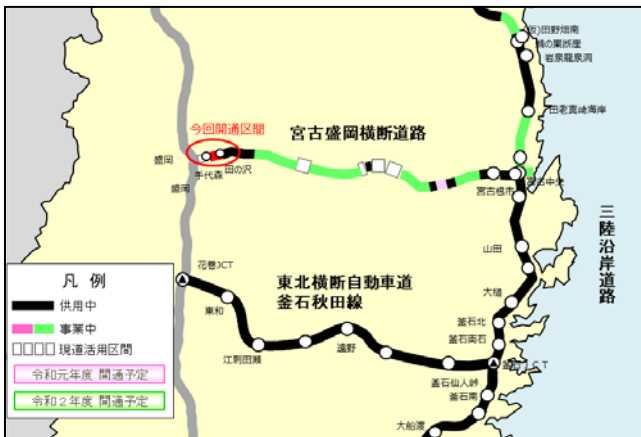 (仮)田野畑南
岩泉龍泉洞
田老真崎海岸
今回開通区間
宮古盛岡横断道路
盛岡
手代森
田の沢
盛岡
宮古根市
宮古中央
三陸沿岸道路
山田
花巻JCT
大槌
東北横断自動車道
釜石秋田線
東和
釜石北
釜石両石
江刺田瀬
遠野
釜石JCT
釜石仙人峠
釜石南
大船渡
凡 例
供用中
事業中
現道活用区間
令和元年度 開通予定
令和2年度 開通予定